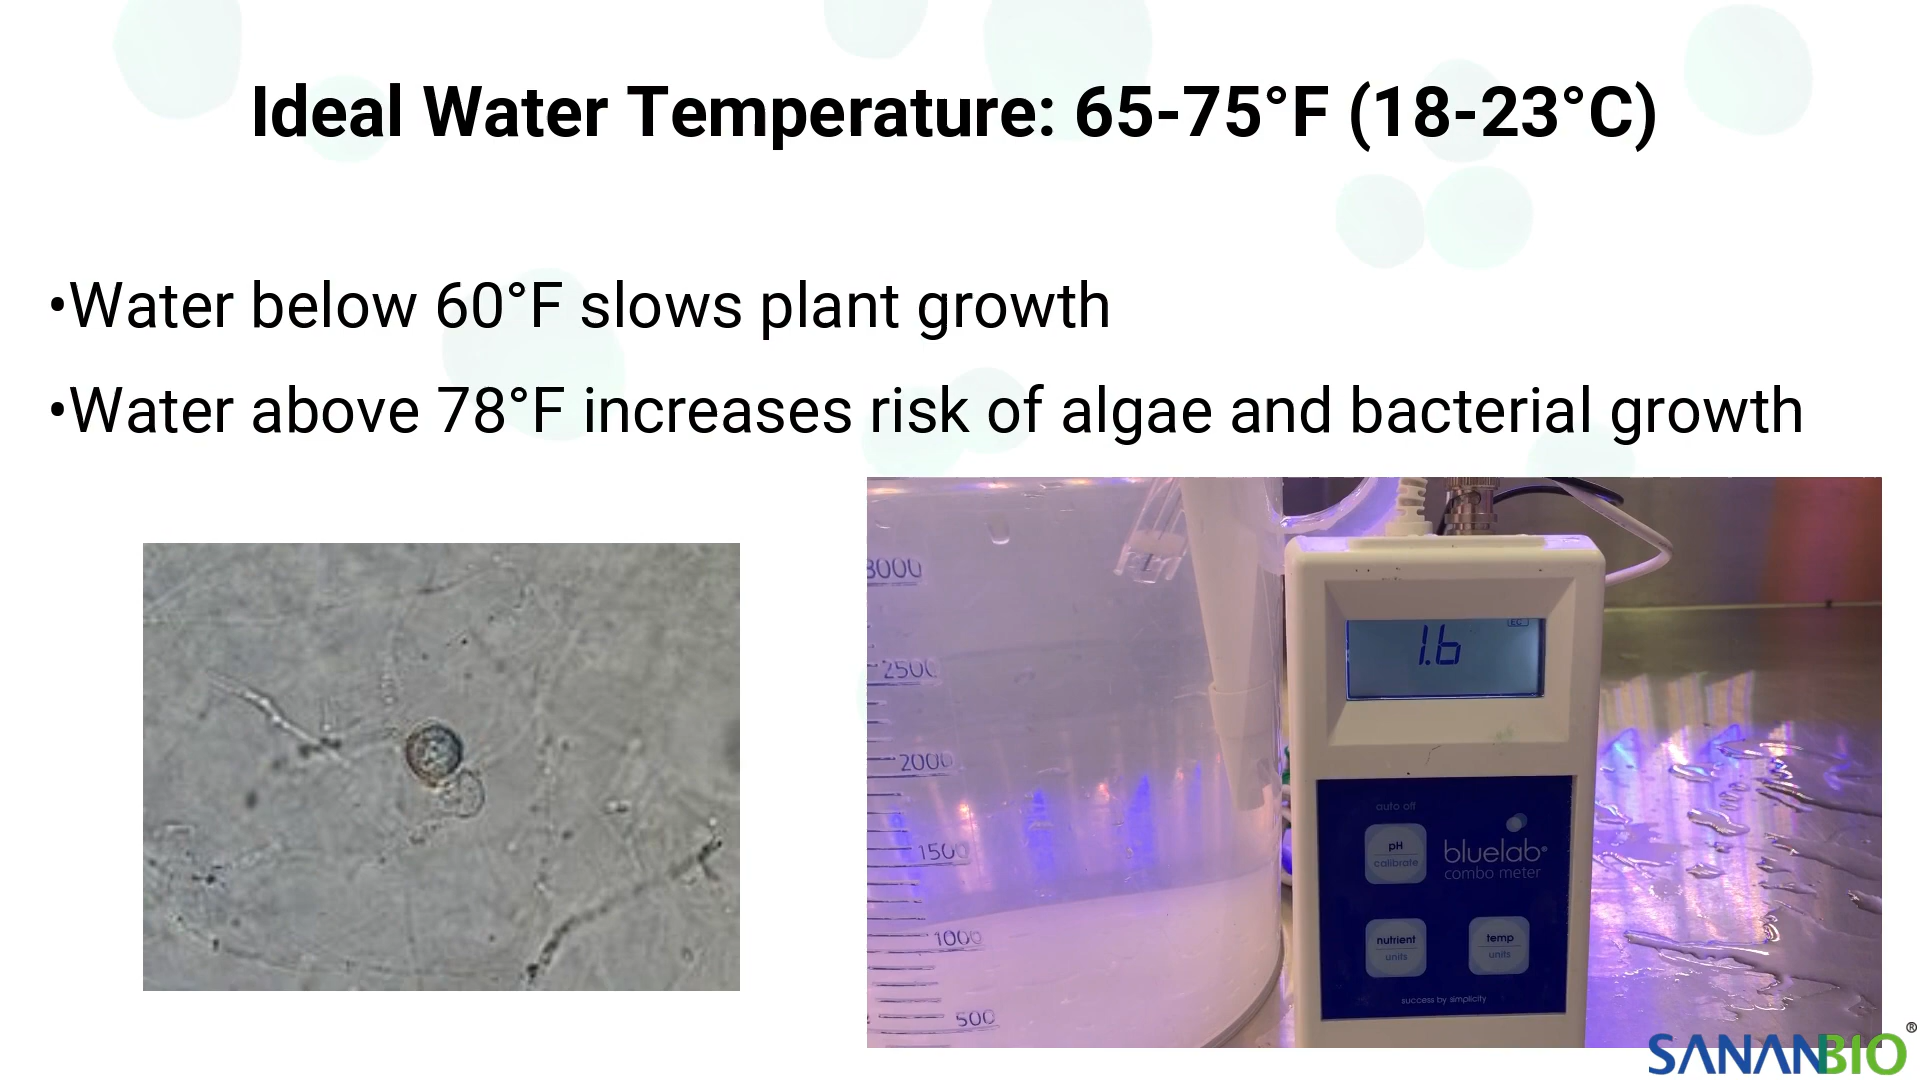 Ideal Water Temperature: 65-75°F (18-23°C)
•Water below 60°F slows plant growth
•Water above 78°F increases risk of algae and bacterial growth
3000
2500
2000
1500
1000
500
EC
1.6
auto off
pH
calibrate
bluelab®
combo meter
nutrient
units
temp
units
success by simplicity
SANANBIO®